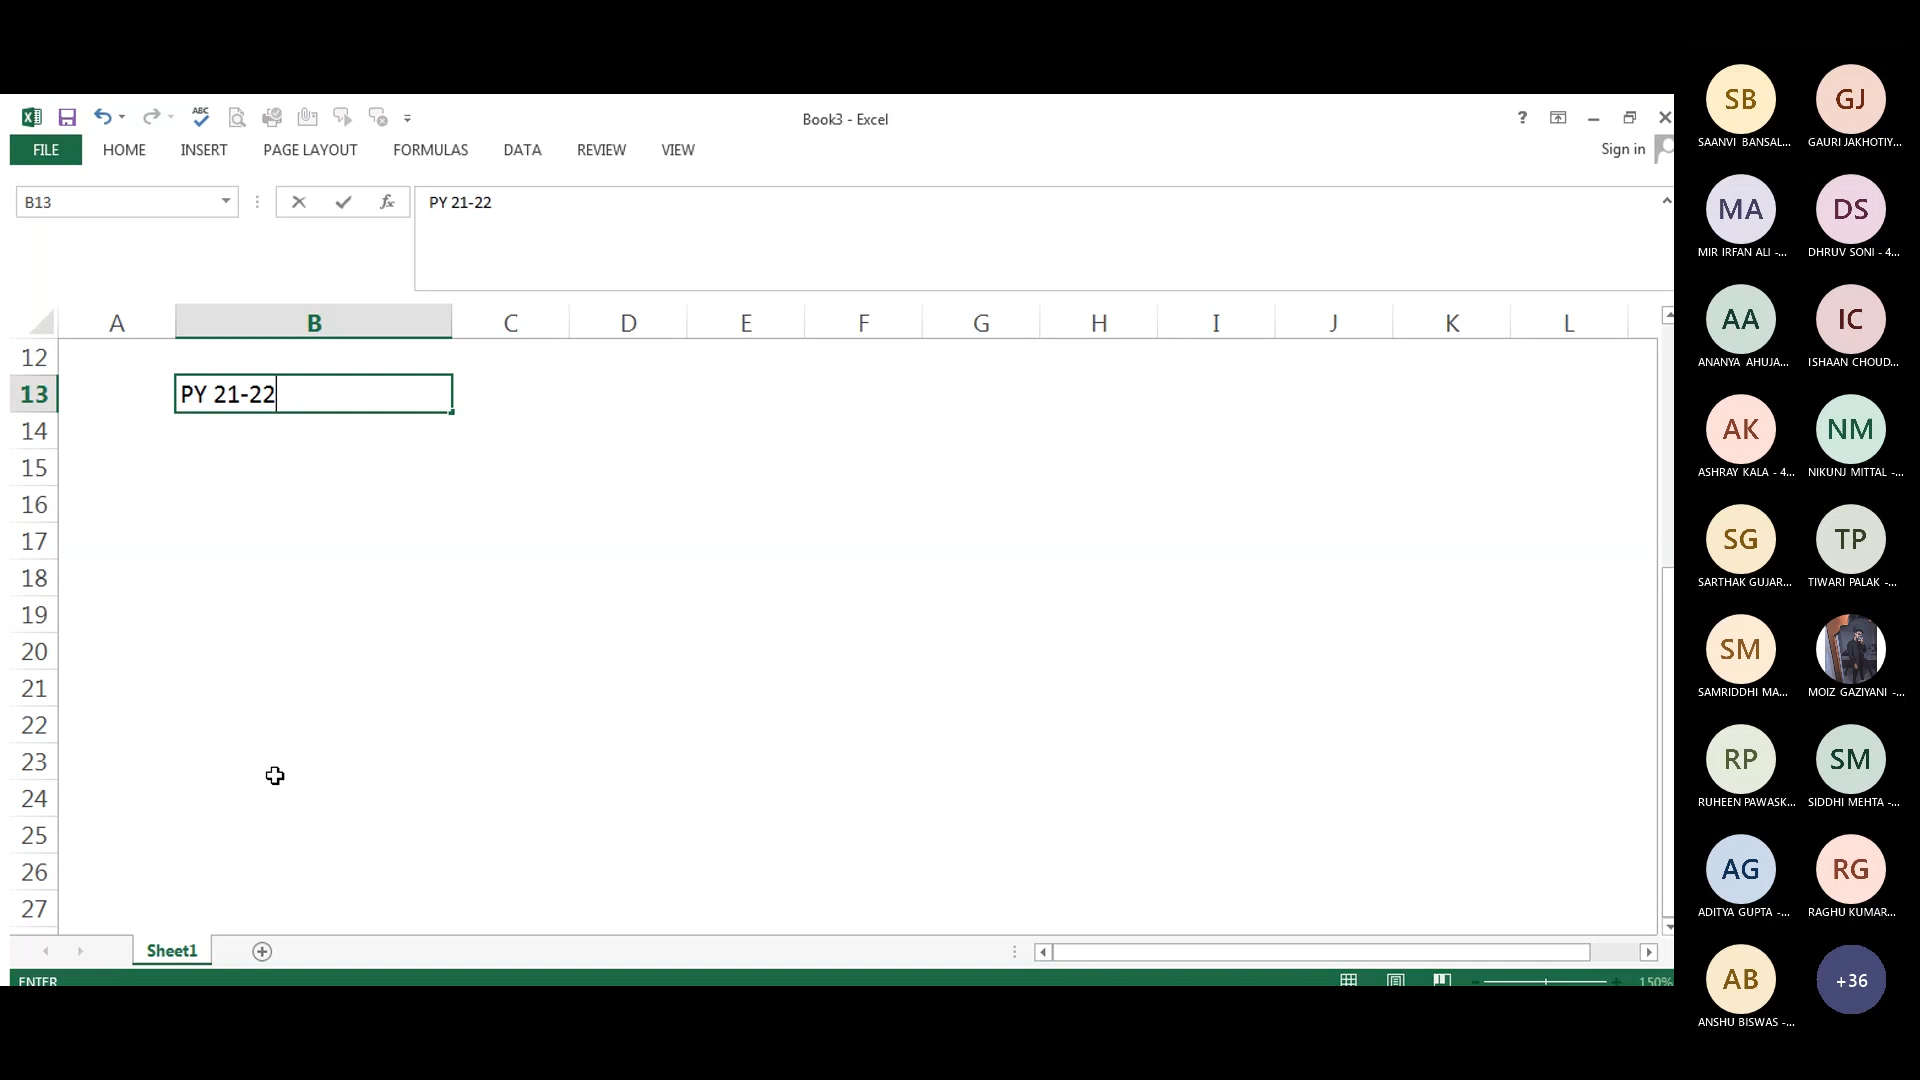 Book3 - Excel
?
FILE HOME INSERT PAGE LAYOUT FORMULAS DATA REVIEW VIEW
Sign in
B13
fx
PY 21-22
A B C D E F G H I J K L
12
13 PY 21-22
14
15
16
17
18
19
20
21
22
23
24
25
26
27
Sheet1
ENTER
150%
SB GJ
SAANVI BANSAL... GAURI JAKHOTIY...
MA DS
MIR IRFAN ALI -... DHRUV SONI - 4...
AA IC
ANANYA AHUJA... ISHAAN CHOUD...
AK NM
ASHRAY KALA - 4... NIKUNJ MITTAL -...
SG TP
SARTHAK GUJAR... TIWARI PALAK -...
SM
SAMRIDDHI MA... MOIZ GAZIYANI -...
RP SM
RUHEEN PAWASK... SIDDHI MEHTA -...
AG RG
ADITYA GUPTA -... RAGHU KUMAR...
AB +36
ANSHU BISWAS -...